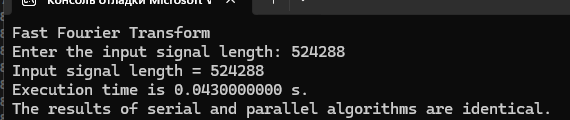 Консоль отладки Microsoft V
Fast Fourier Transform
Enter the input signal length: 524288
Input signal length = 524288
Execution time is 0.0430000000 s.
The results of serial and parallel algorithms are identical.